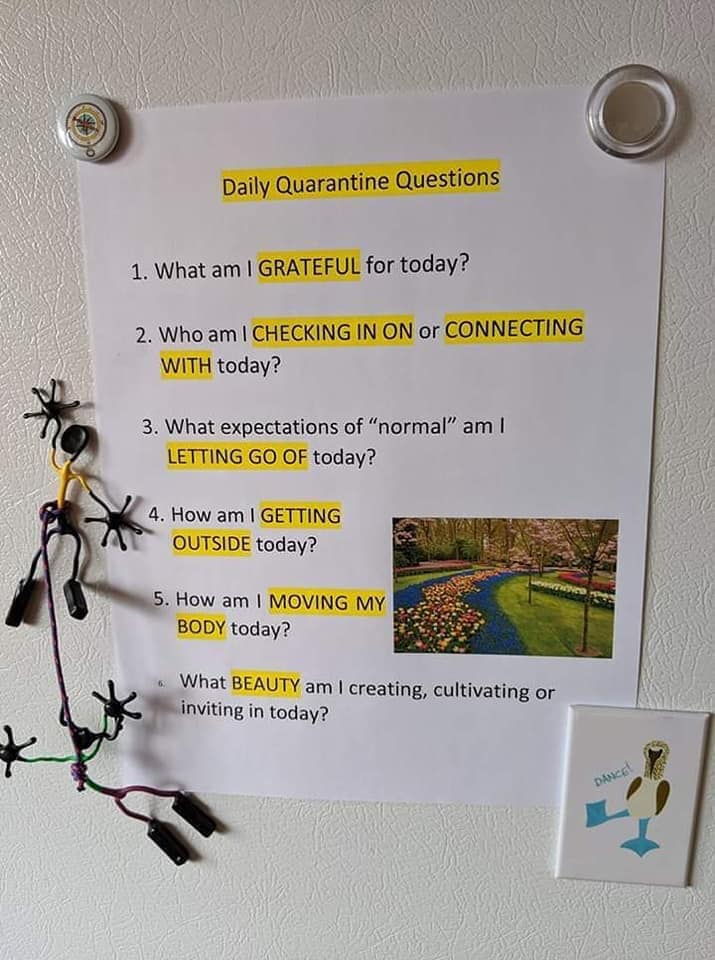 Daily Quarantine Questions
1. What am I GRATEFUL for today?
2. Who am I CHECKING IN ON or CONNECTING
WITH today?
3. What expectations of “normal” am I
LETTING GO OF today?
4. How am I GETTING
OUTSIDE today?
5. How am I MOVING MY
BODY today?
6. What BEAUTY am I creating, cultivating or
inviting in today?
DANCE!